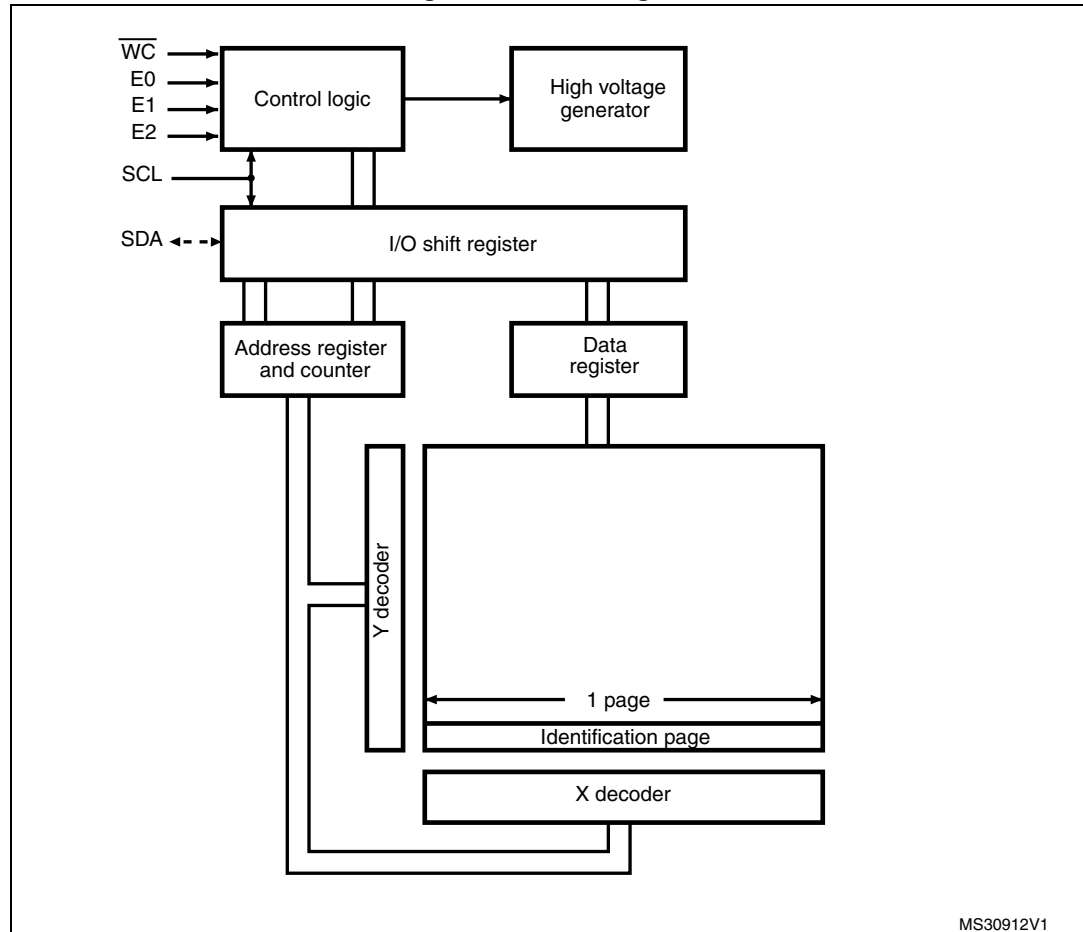 W̅C̅
E0
E1
E2
SCL
SDA
Control logic
High voltage
generator
I/O shift register
Address register
and counter
Data
register
Y decoder
1 page
Identification page
X decoder
MS30912V1